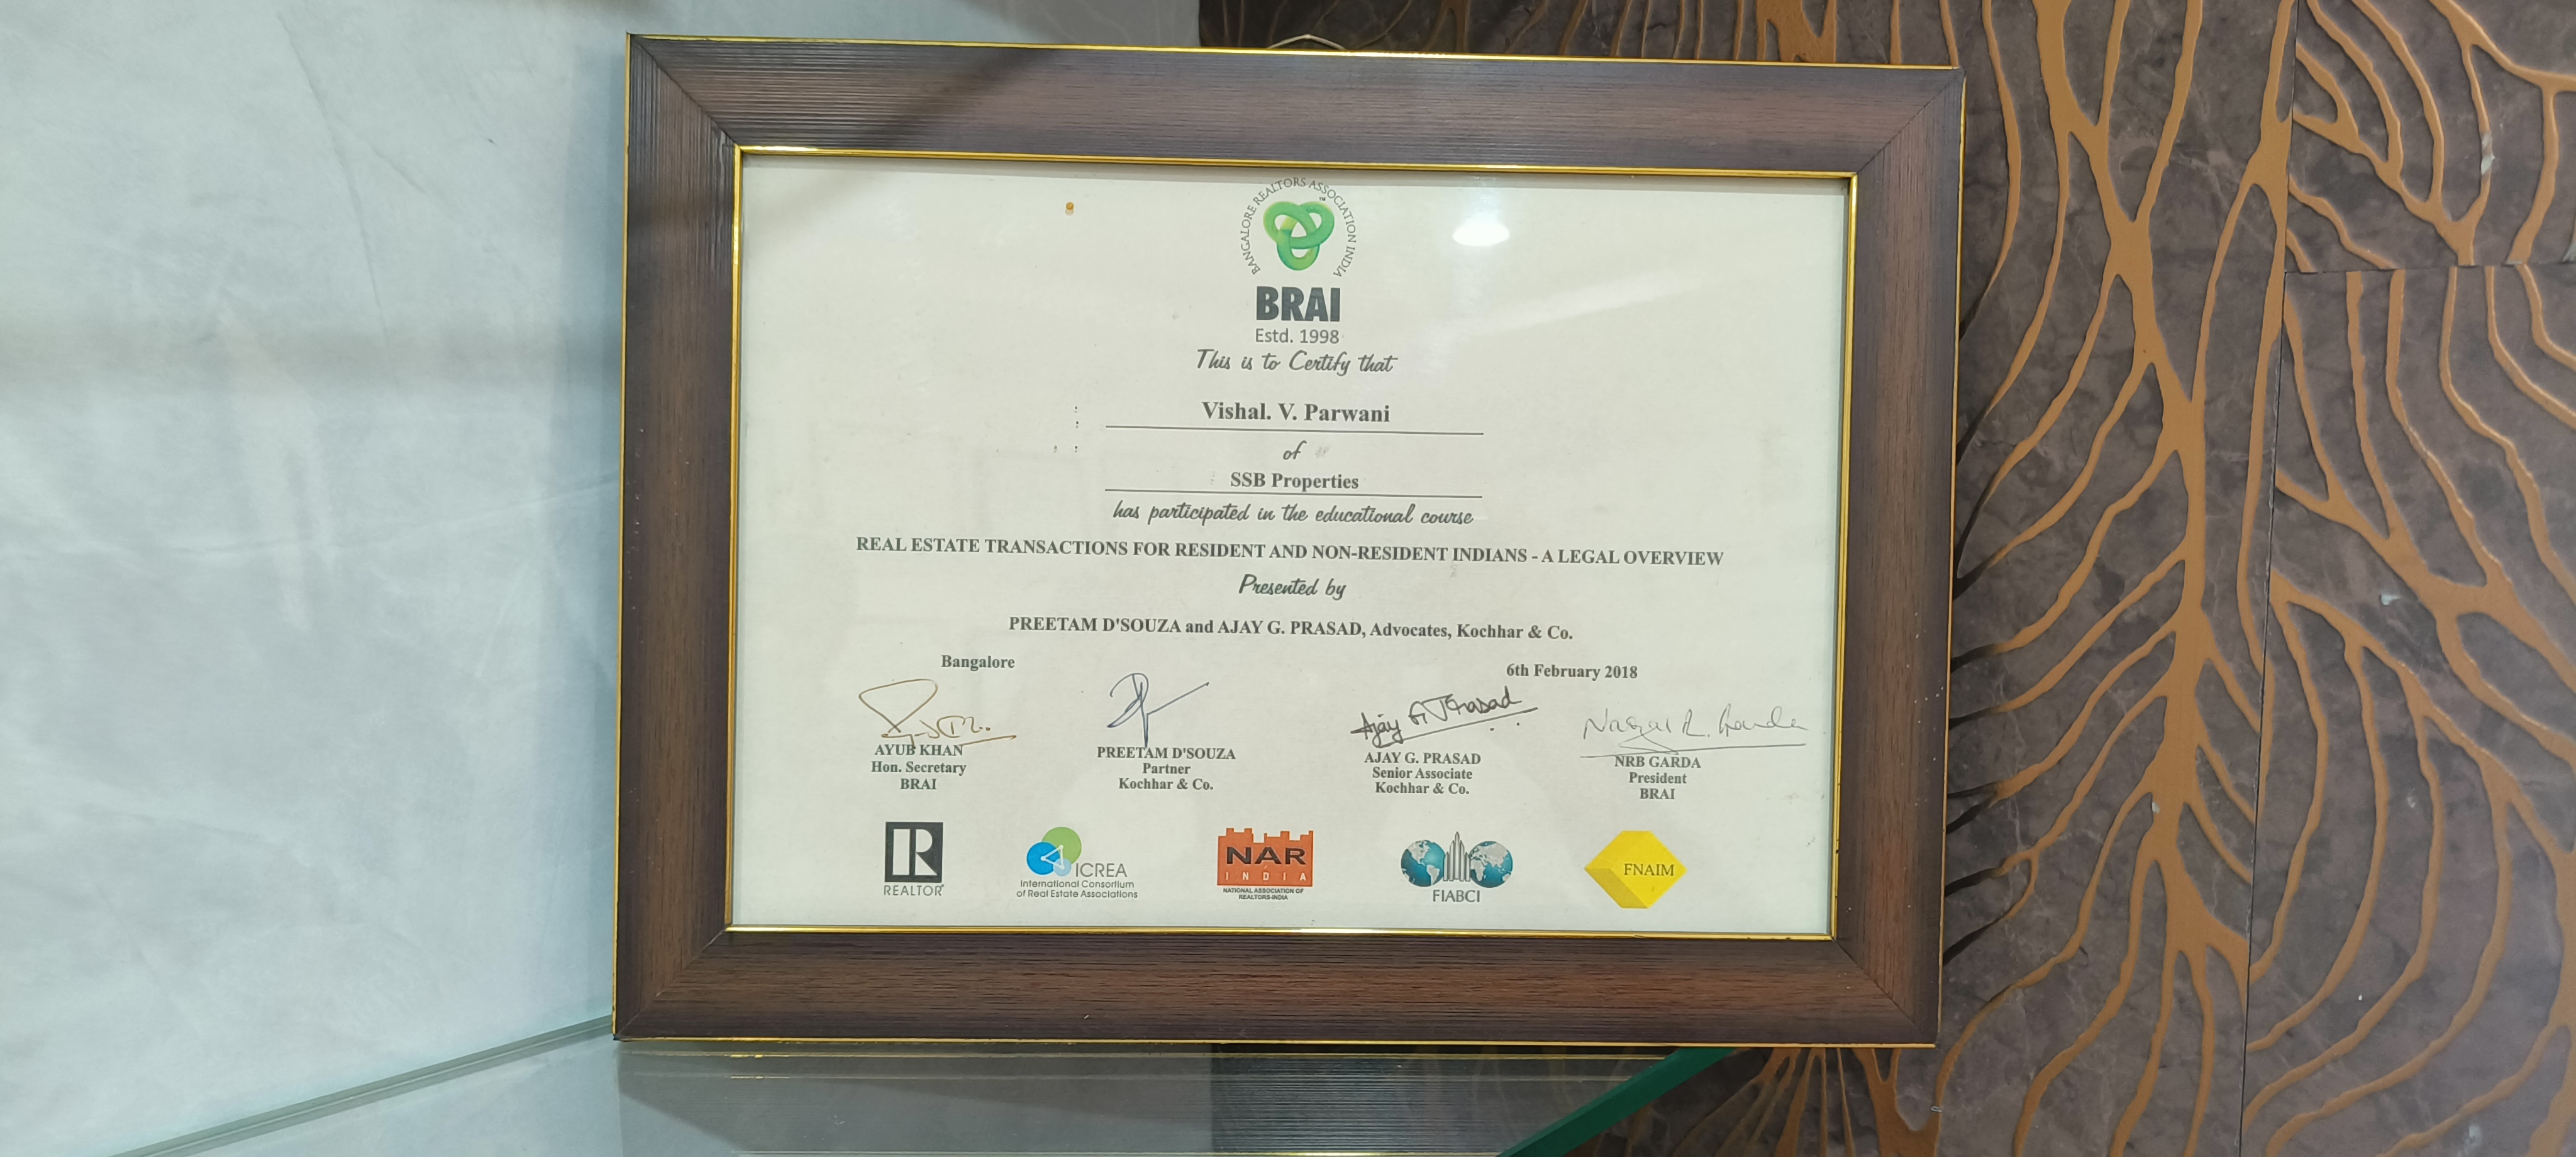 BANGALORE REALTORS ASSOCIATION INDIA
TM
BRAI
Estd. 1998
This is to Certify that
Vishal. V. Parwani
of
SSB Properties
has participated in the educational course
REAL ESTATE TRANSACTIONS FOR RESIDENT AND NON-RESIDENT INDIANS - A LEGAL OVERVIEW
Presented by
PREETAM D'SOUZA and AJAY G. PRASAD, Advocates, Kochhar & Co.
Bangalore
6th February 2018
Ajay G. Prasad
AYUB KHAN
Hon. Secretary
BRAI
PREETAM D'SOUZA
Partner
Kochhar & Co.
AJAY G. PRASAD
Senior Associate
Kochhar & Co.
NRB GARDA
President
BRAI
R
REALTOR®
ICREA
International Consortium
of Real Estate Associations
NAR
INDIA
NATIONAL ASSOCIATION OF
REALTORS-INDIA
FIABCI
FNAIM